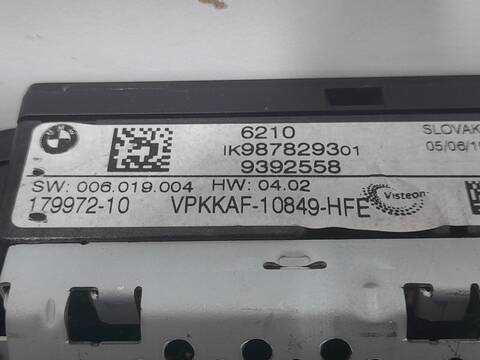 BMW
6210
SLOVAK
IK987829301
05/06/1
9392558
SW: 006.019.004 HW: 04.02
179972-10 VPKKAF-10849-HFE Visteon